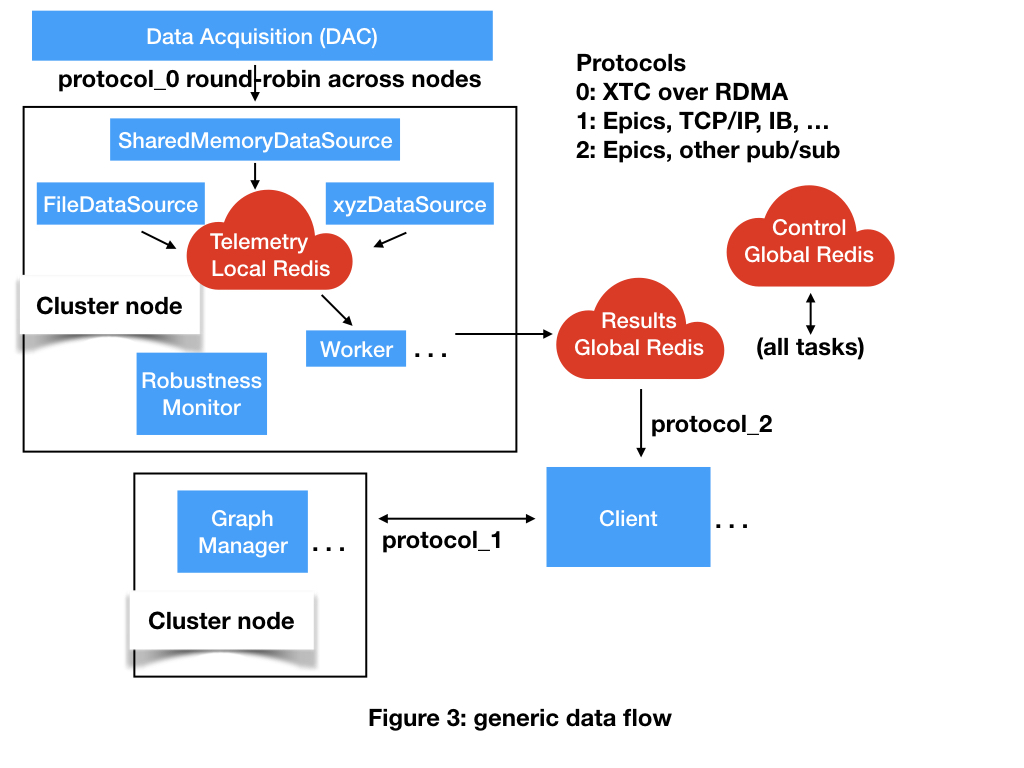 Data Acquisition (DAC)
protocol_0 round-robin across nodes
Protocols
0: XTC over RDMA
1: Epics, TCP/IP, IB, …
2: Epics, other pub/sub
SharedMemoryDataSource
FileDataSource
xyzDataSource
Telemetry
Local Redis
Control
Global Redis
Cluster node
Worker
. . .
Results
Global Redis
(all tasks)
Robustness
Monitor
protocol_2
Graph
Manager
. . .
protocol_1
Client
. . .
Cluster node
Figure 3: generic data flow